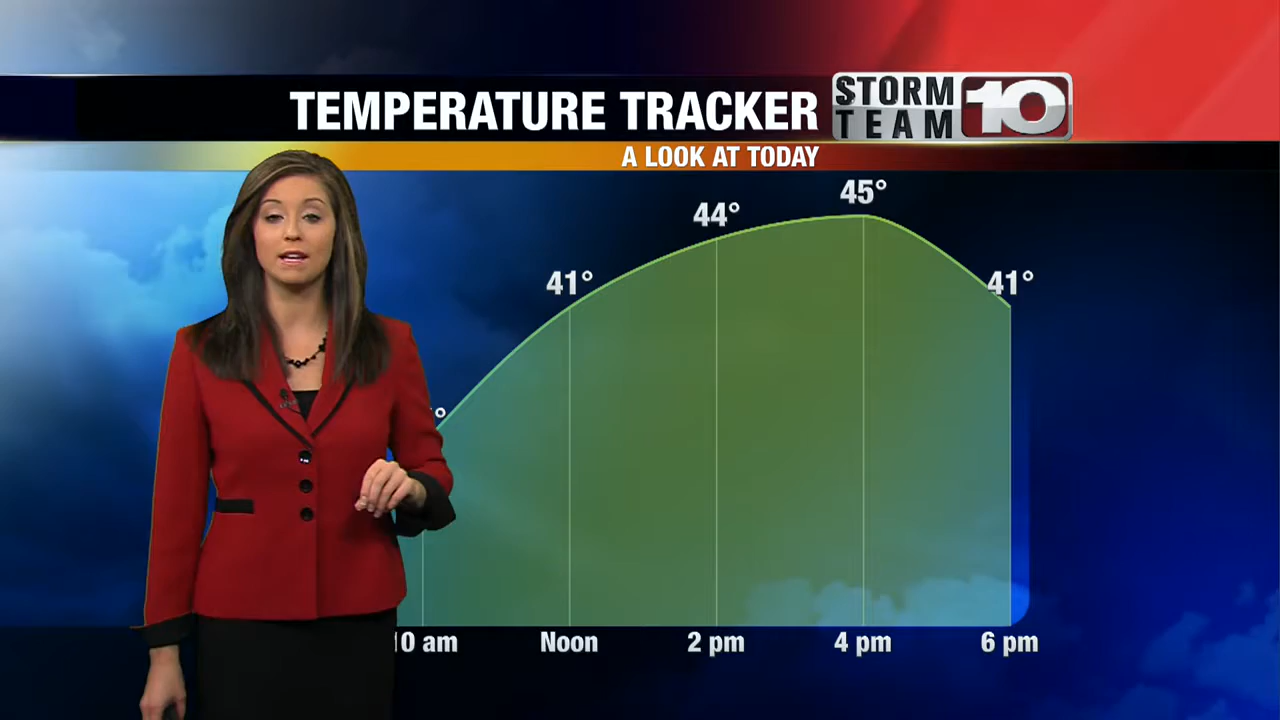 TEMPERATURE TRACKER
STORM TEAM 10
A LOOK AT TODAY
45°
44°
41°
41°
10 am Noon 2 pm 4 pm 6 pm